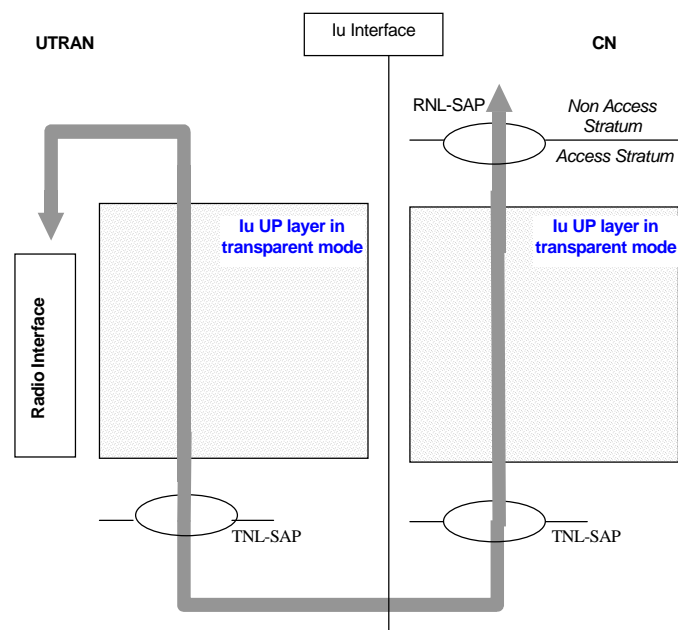 Iu Interface
UTRAN
CN
RNL-SAP
Non Access
Stratum
Access Stratum
Iu UP layer in
transparent mode
Iu UP layer in
transparent mode
Radio Interface
TNL-SAP
TNL-SAP